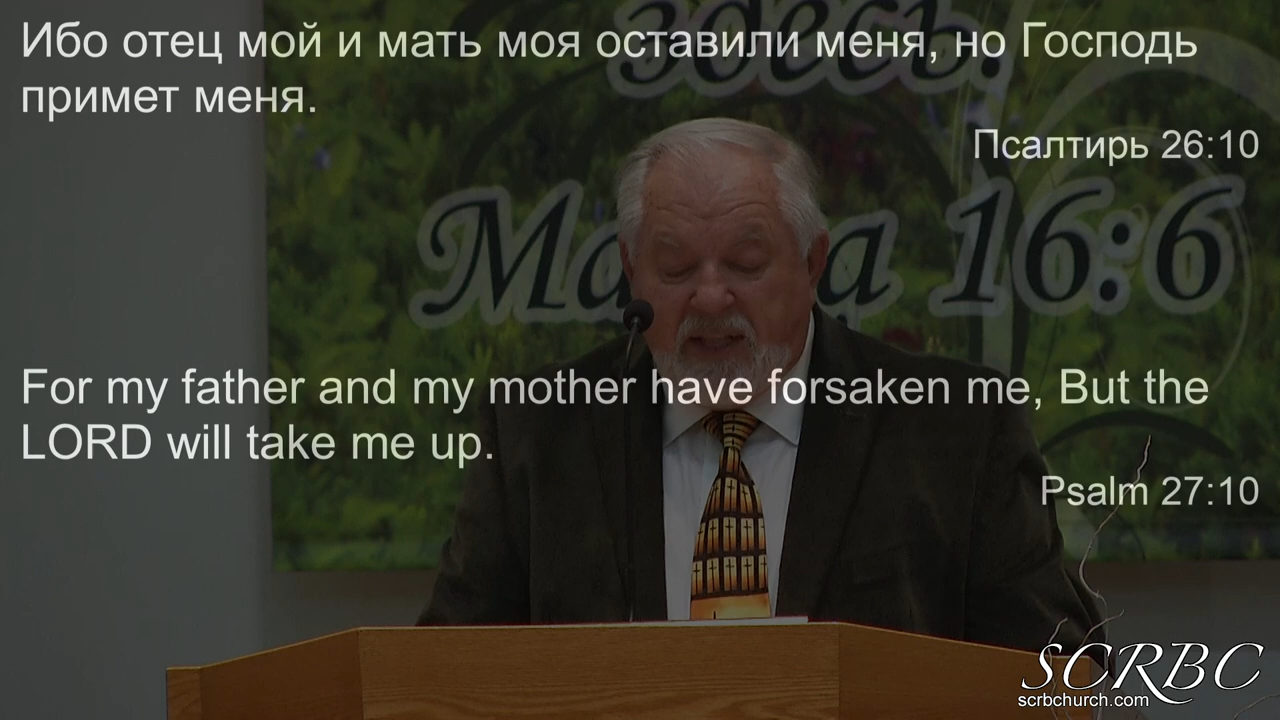 здесь.
Ибо отец мой и мать моя оставили меня, но Господь
примет меня.
Псалтирь 26:10
16:6
For my father and my mother have forsaken me, But the
LORD will take me up.
Psalm 27:10
SCRBC
scrbchurch.com